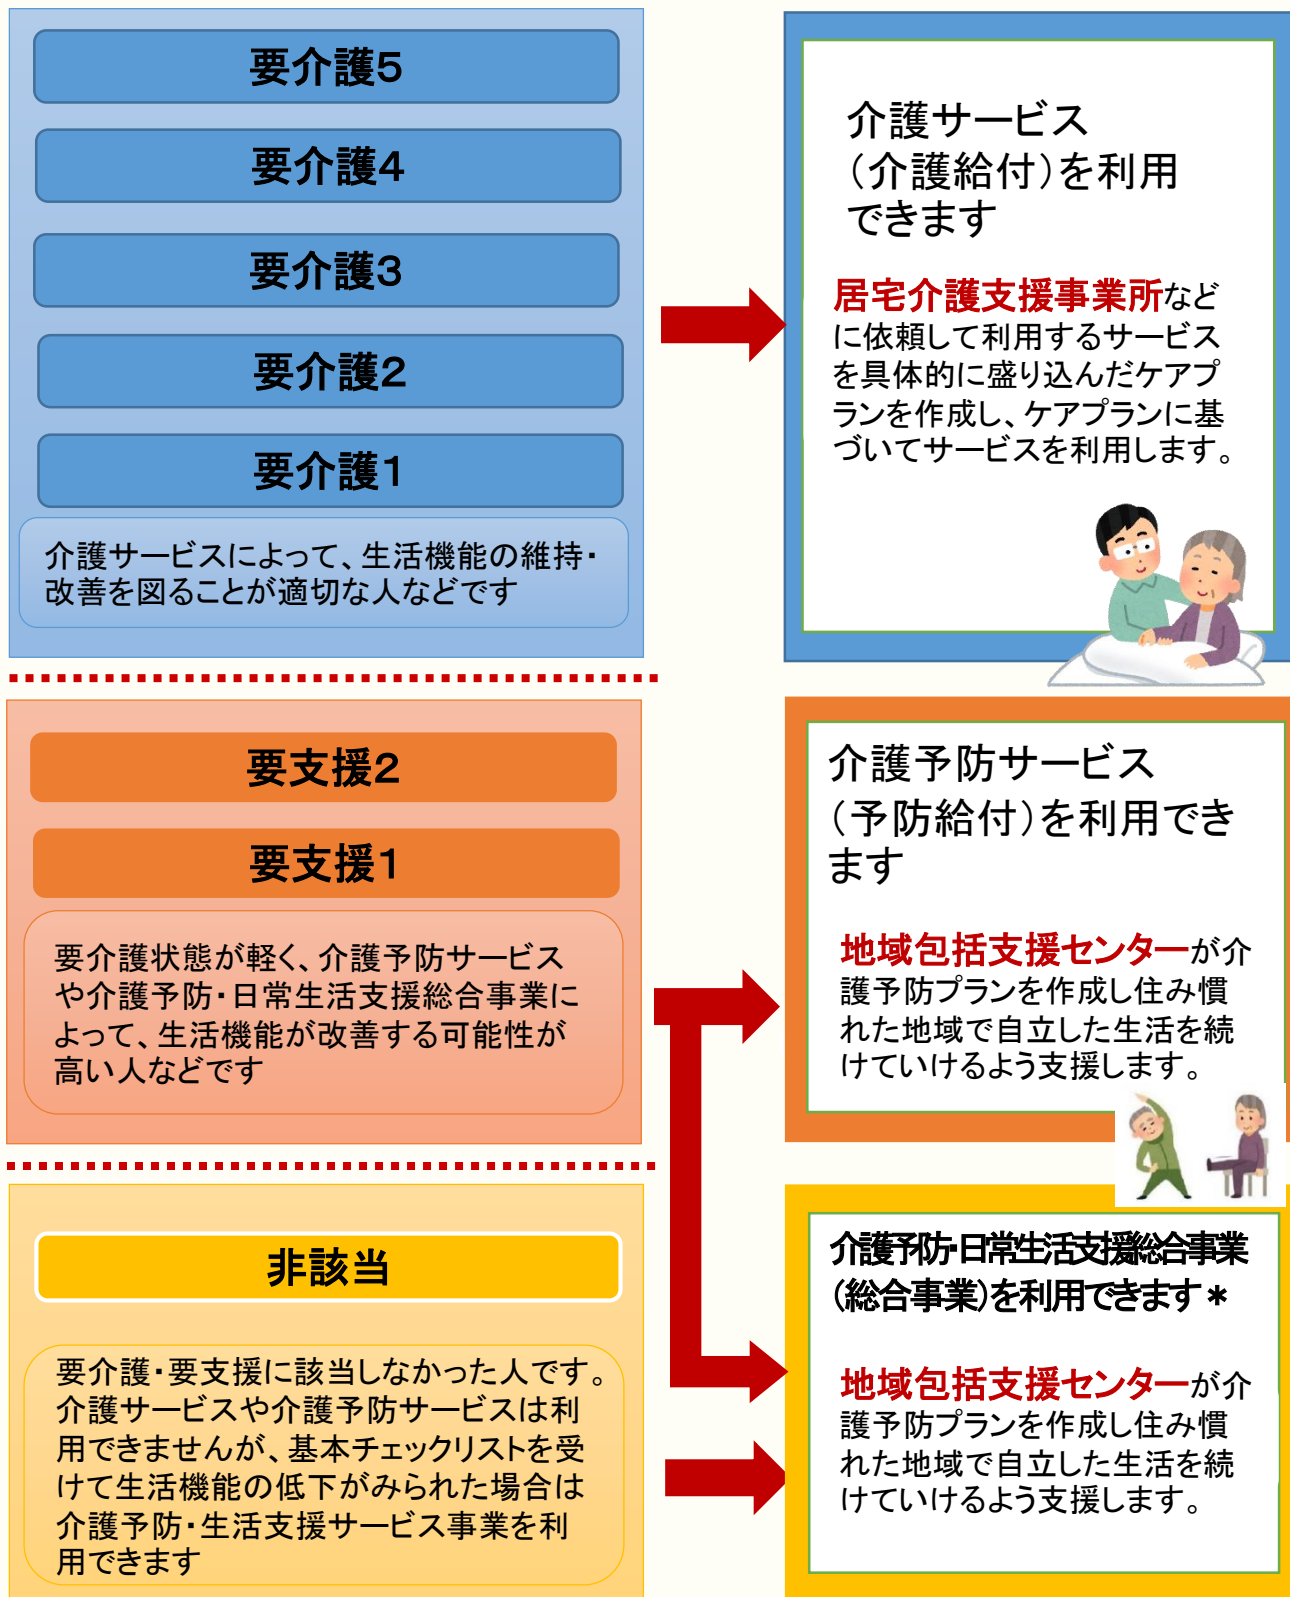 要介護5
要介護4
要介護3
要介護2
要介護1
介護サービスによって、生活機能の維持・
改善を図ることが適切な人などです
介護サービス
（介護給付）を利用
できます
居宅介護支援事業所など
に依頼して利用するサービス
を具体的に盛り込んだケアプ
ランを作成し、ケアプランに基
づいてサービスを利用します。
要支援2
要支援1
要介護状態が軽く、介護予防サービス
や介護予防・日常生活支援総合事業に
よって、生活機能が改善する可能性が
高い人などです
介護予防サービス
（予防給付）を利用でき
ます
地域包括支援センターが介
護予防プランを作成し住み慣
れた地域で自立した生活を続
けていけるよう支援します。
非該当
要介護・要支援に該当しなかった人です。
介護サービスや介護予防サービスは利
用できませんが、基本チェックリストを受
けて生活機能の低下がみられた場合は
介護予防・生活支援サービス事業を利
用できます
介護予防・日常生活支援総合事業
（総合事業）を利用できます＊
地域包括支援センターが介
護予防プランを作成し住み慣
れた地域で自立した生活を続
けていけるよう支援します。